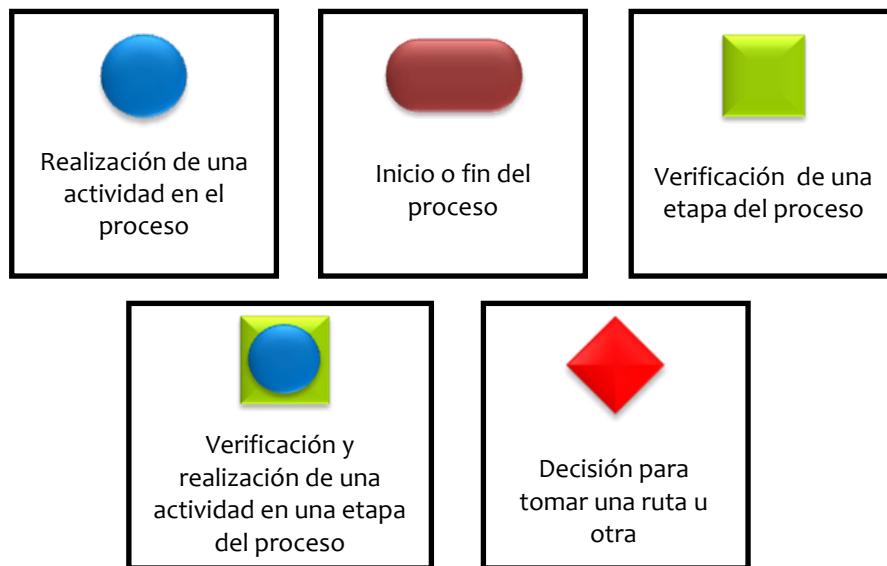 Realización de una
actividad en el
proceso
Inicio o fin del
proceso
Verificación de una
etapa del proceso
Verificación y
realización de una
actividad en una etapa
del proceso
Decisión para
tomar una ruta u
otra